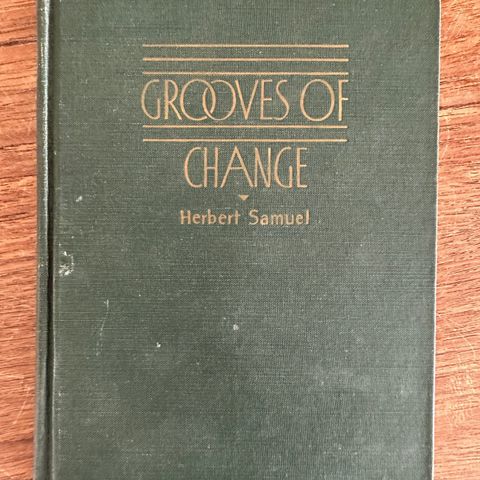 GROOVES OF
CHANGE
Herbert Samuel